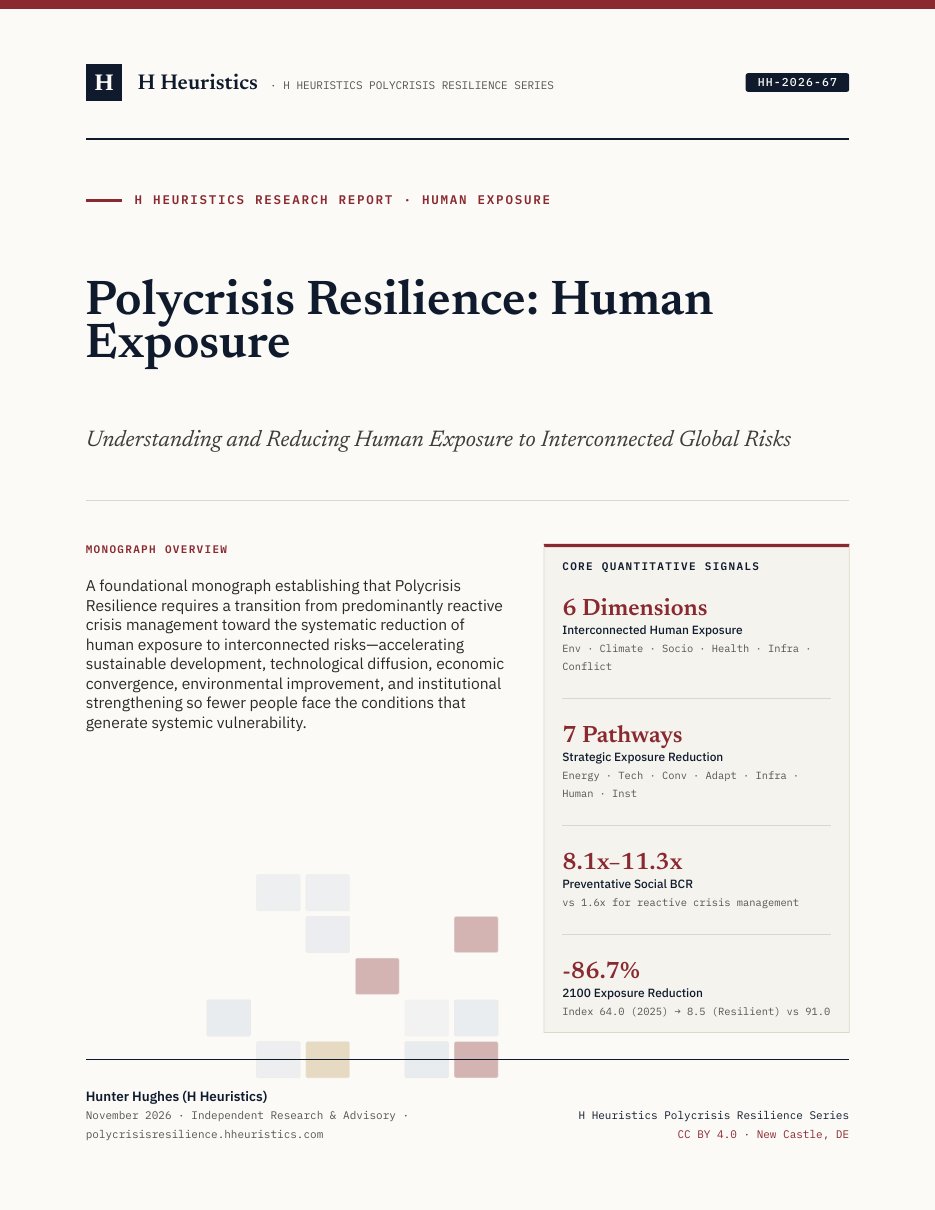 H H Heuristics · H HEURISTICS POLYCRISIS RESILIENCE SERIES HH-2026-67
H HEURISTICS RESEARCH REPORT · HUMAN EXPOSURE
Polycrisis Resilience: Human
Exposure
Understanding and Reducing Human Exposure to Interconnected Global Risks
MONOGRAPH OVERVIEW
A foundational monograph establishing that Polycrisis
Resilience requires a transition from predominantly reactive
crisis management toward the systematic reduction of
human exposure to interconnected risks—accelerating
sustainable development, technological diffusion, economic
convergence, environmental improvement, and institutional
strengthening so fewer people face the conditions that
generate systemic vulnerability.
CORE QUANTITATIVE SIGNALS
6 Dimensions
Interconnected Human Exposure
Env · Climate · Socio · Health · Infra ·
Conflict
7 Pathways
Strategic Exposure Reduction
Energy · Tech · Conv · Adapt · Infra ·
Human · Inst
8.1x–11.3x
Preventative Social BCR
vs 1.6x for reactive crisis management
-86.7%
2100 Exposure Reduction
Index 64.0 (2025) → 8.5 (Resilient) vs 91.0
Hunter Hughes (H Heuristics)
November 2026 · Independent Research & Advisory ·
polycrisisresilience.hheuristics.com
H Heuristics Polycrisis Resilience Series
CC BY 4.0 · New Castle, DE